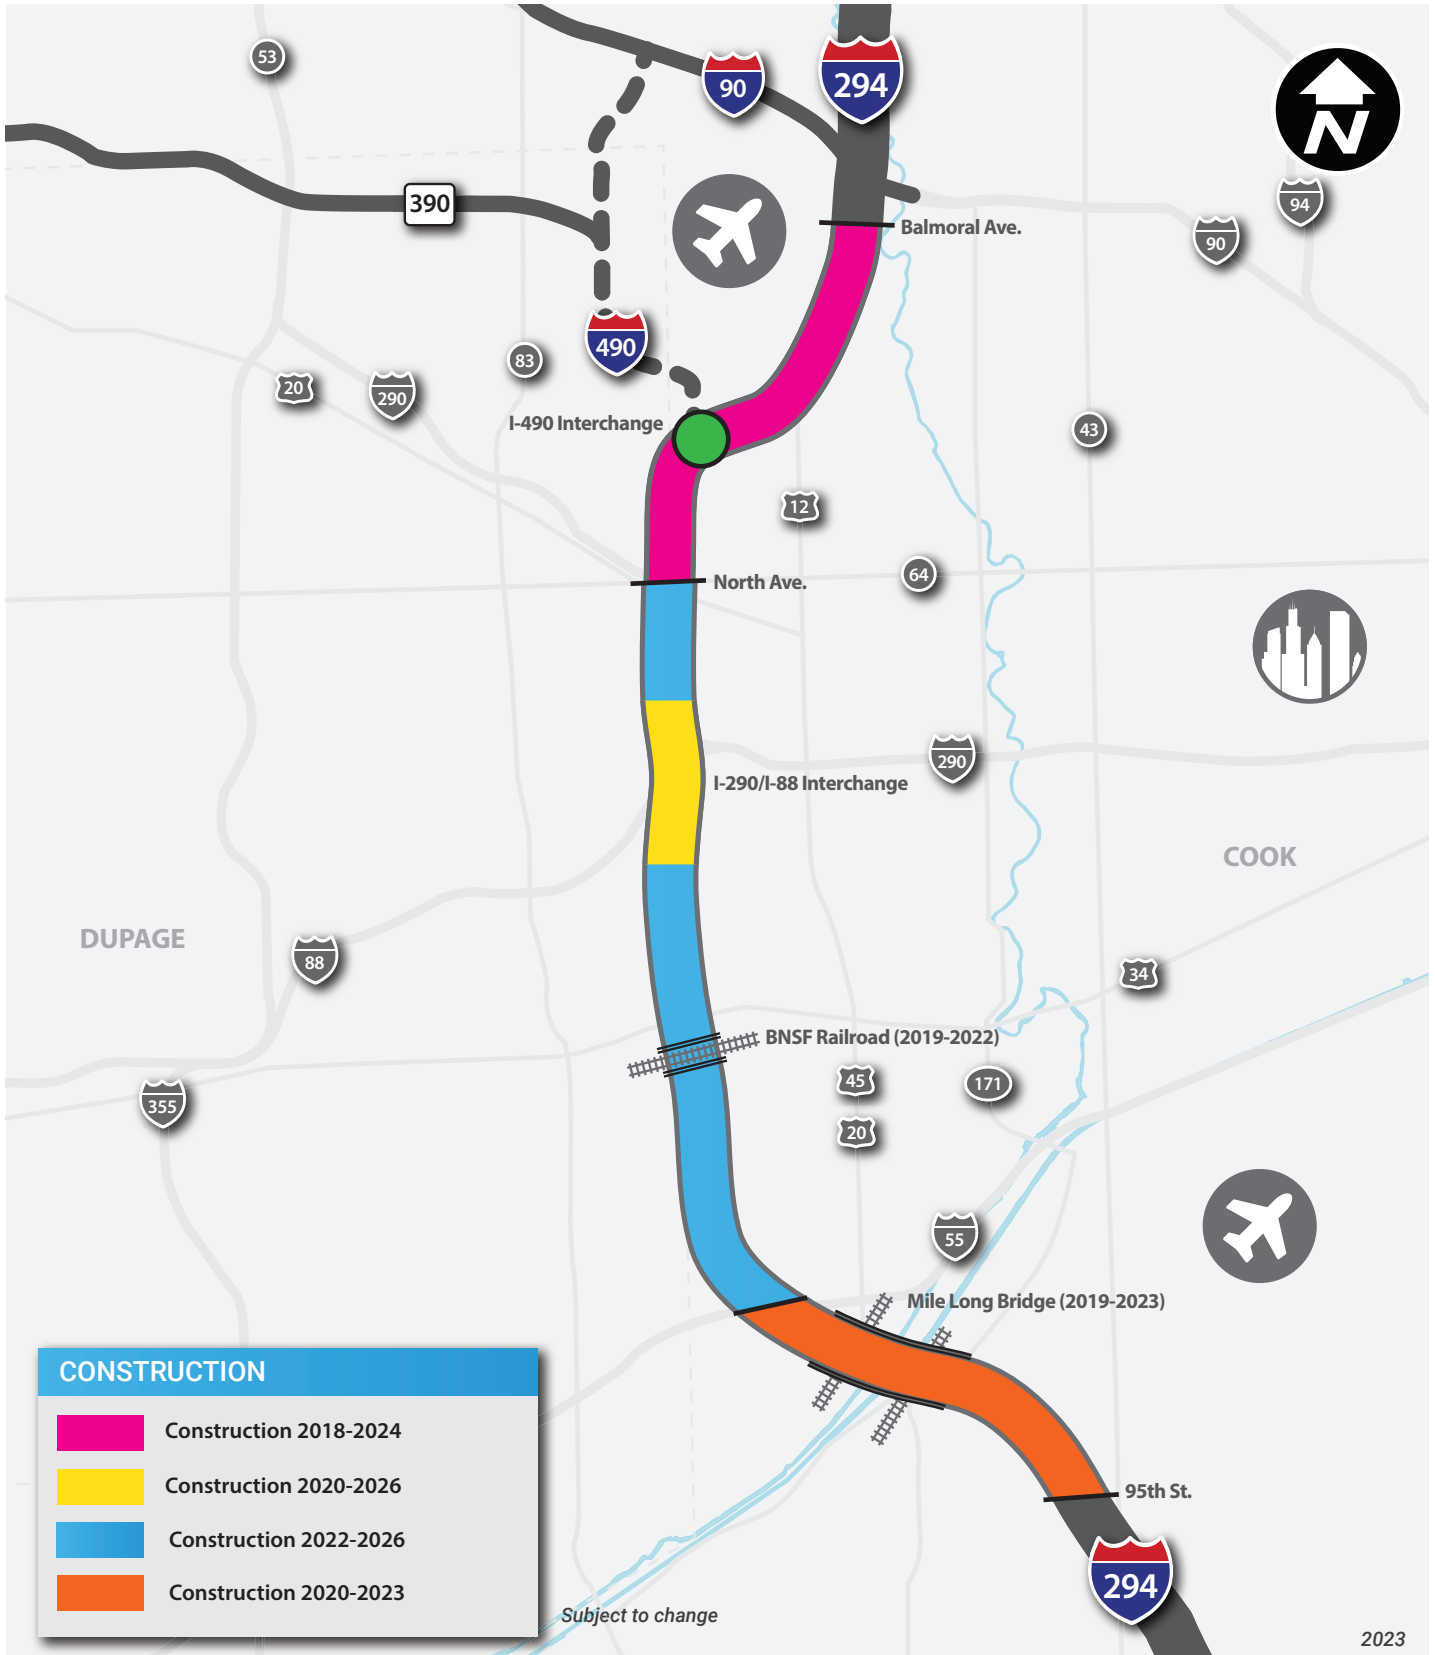 53
90
294
N
390
94
90
Balmoral Ave.
490
83
20
290
I-490 Interchange
43
12
North Ave.
64
I-290/I-88 Interchange
290
COOK
DUPAGE
88
34
BNSF Railroad (2019-2022)
45
171
355
20
55
Mile Long Bridge (2019-2023)
CONSTRUCTION
Construction 2018-2024
Construction 2020-2026
Construction 2022-2026
Construction 2020-2023
95th St.
294
Subject to change
2023